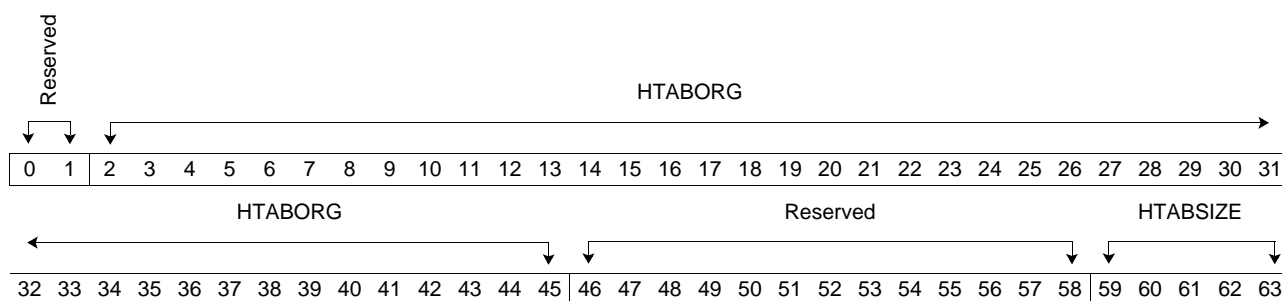 Reserved
HTABORG
0 1 2 3 4 5 6 7 8 9 10 11 12 13 14 15 16 17 18 19 20 21 22 23 24 25 26 27 28 29 30 31
HTABORG Reserved HTABSIZE
32 33 34 35 36 37 38 39 40 41 42 43 44 45 46 47 48 49 50 51 52 53 54 55 56 57 58 59 60 61 62 63